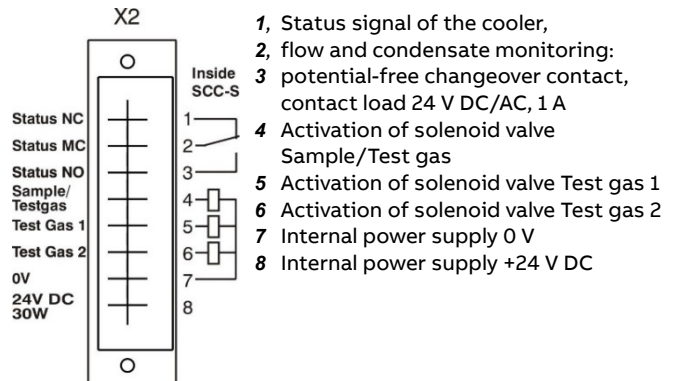 X2
Inside
SCC-S
Status NC
1
Status MC
2
Status NO
3
Sample/
Testgas
4
Test Gas 1
5
Test Gas 2
6
0V
7
24V DC
30W
8
1, Status signal of the cooler,
2, flow and condensate monitoring:
3 potential-free changeover contact,
contact load 24 V DC/AC, 1 A
4 Activation of solenoid valve
Sample/Test gas
5 Activation of solenoid valve Test gas 1
6 Activation of solenoid valve Test gas 2
7 Internal power supply 0 V
8 Internal power supply +24 V DC